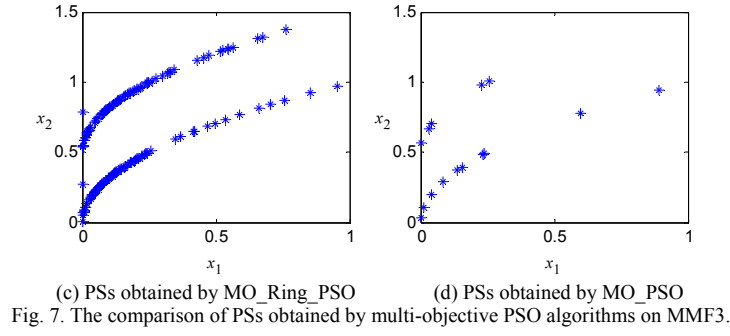 1.5
1
x2
0.5
0
0
0.5
1
x1
1.5
1
x2
0.5
0
0
0.5
1
x1
(c) PSs obtained by MO_Ring_PSO
(d) PSs obtained by MO_PSO
Fig. 7. The comparison of PSs obtained by multi-objective PSO algorithms on MMF3.